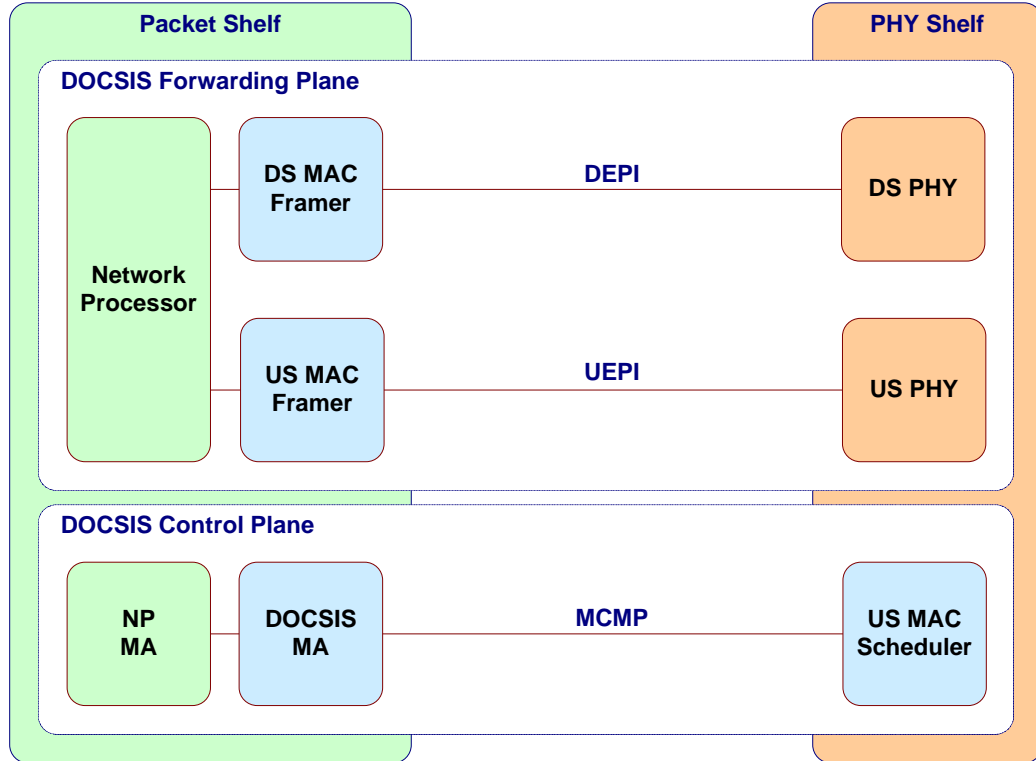 Packet Shelf
PHY Shelf
DOCSIS Forwarding Plane
Network
Processor
DS MAC
Framer
DEPI
DS PHY
US MAC
Framer
UEPI
US PHY
DOCSIS Control Plane
NP
MA
DOCSIS
MA
MCMP
US MAC
Scheduler